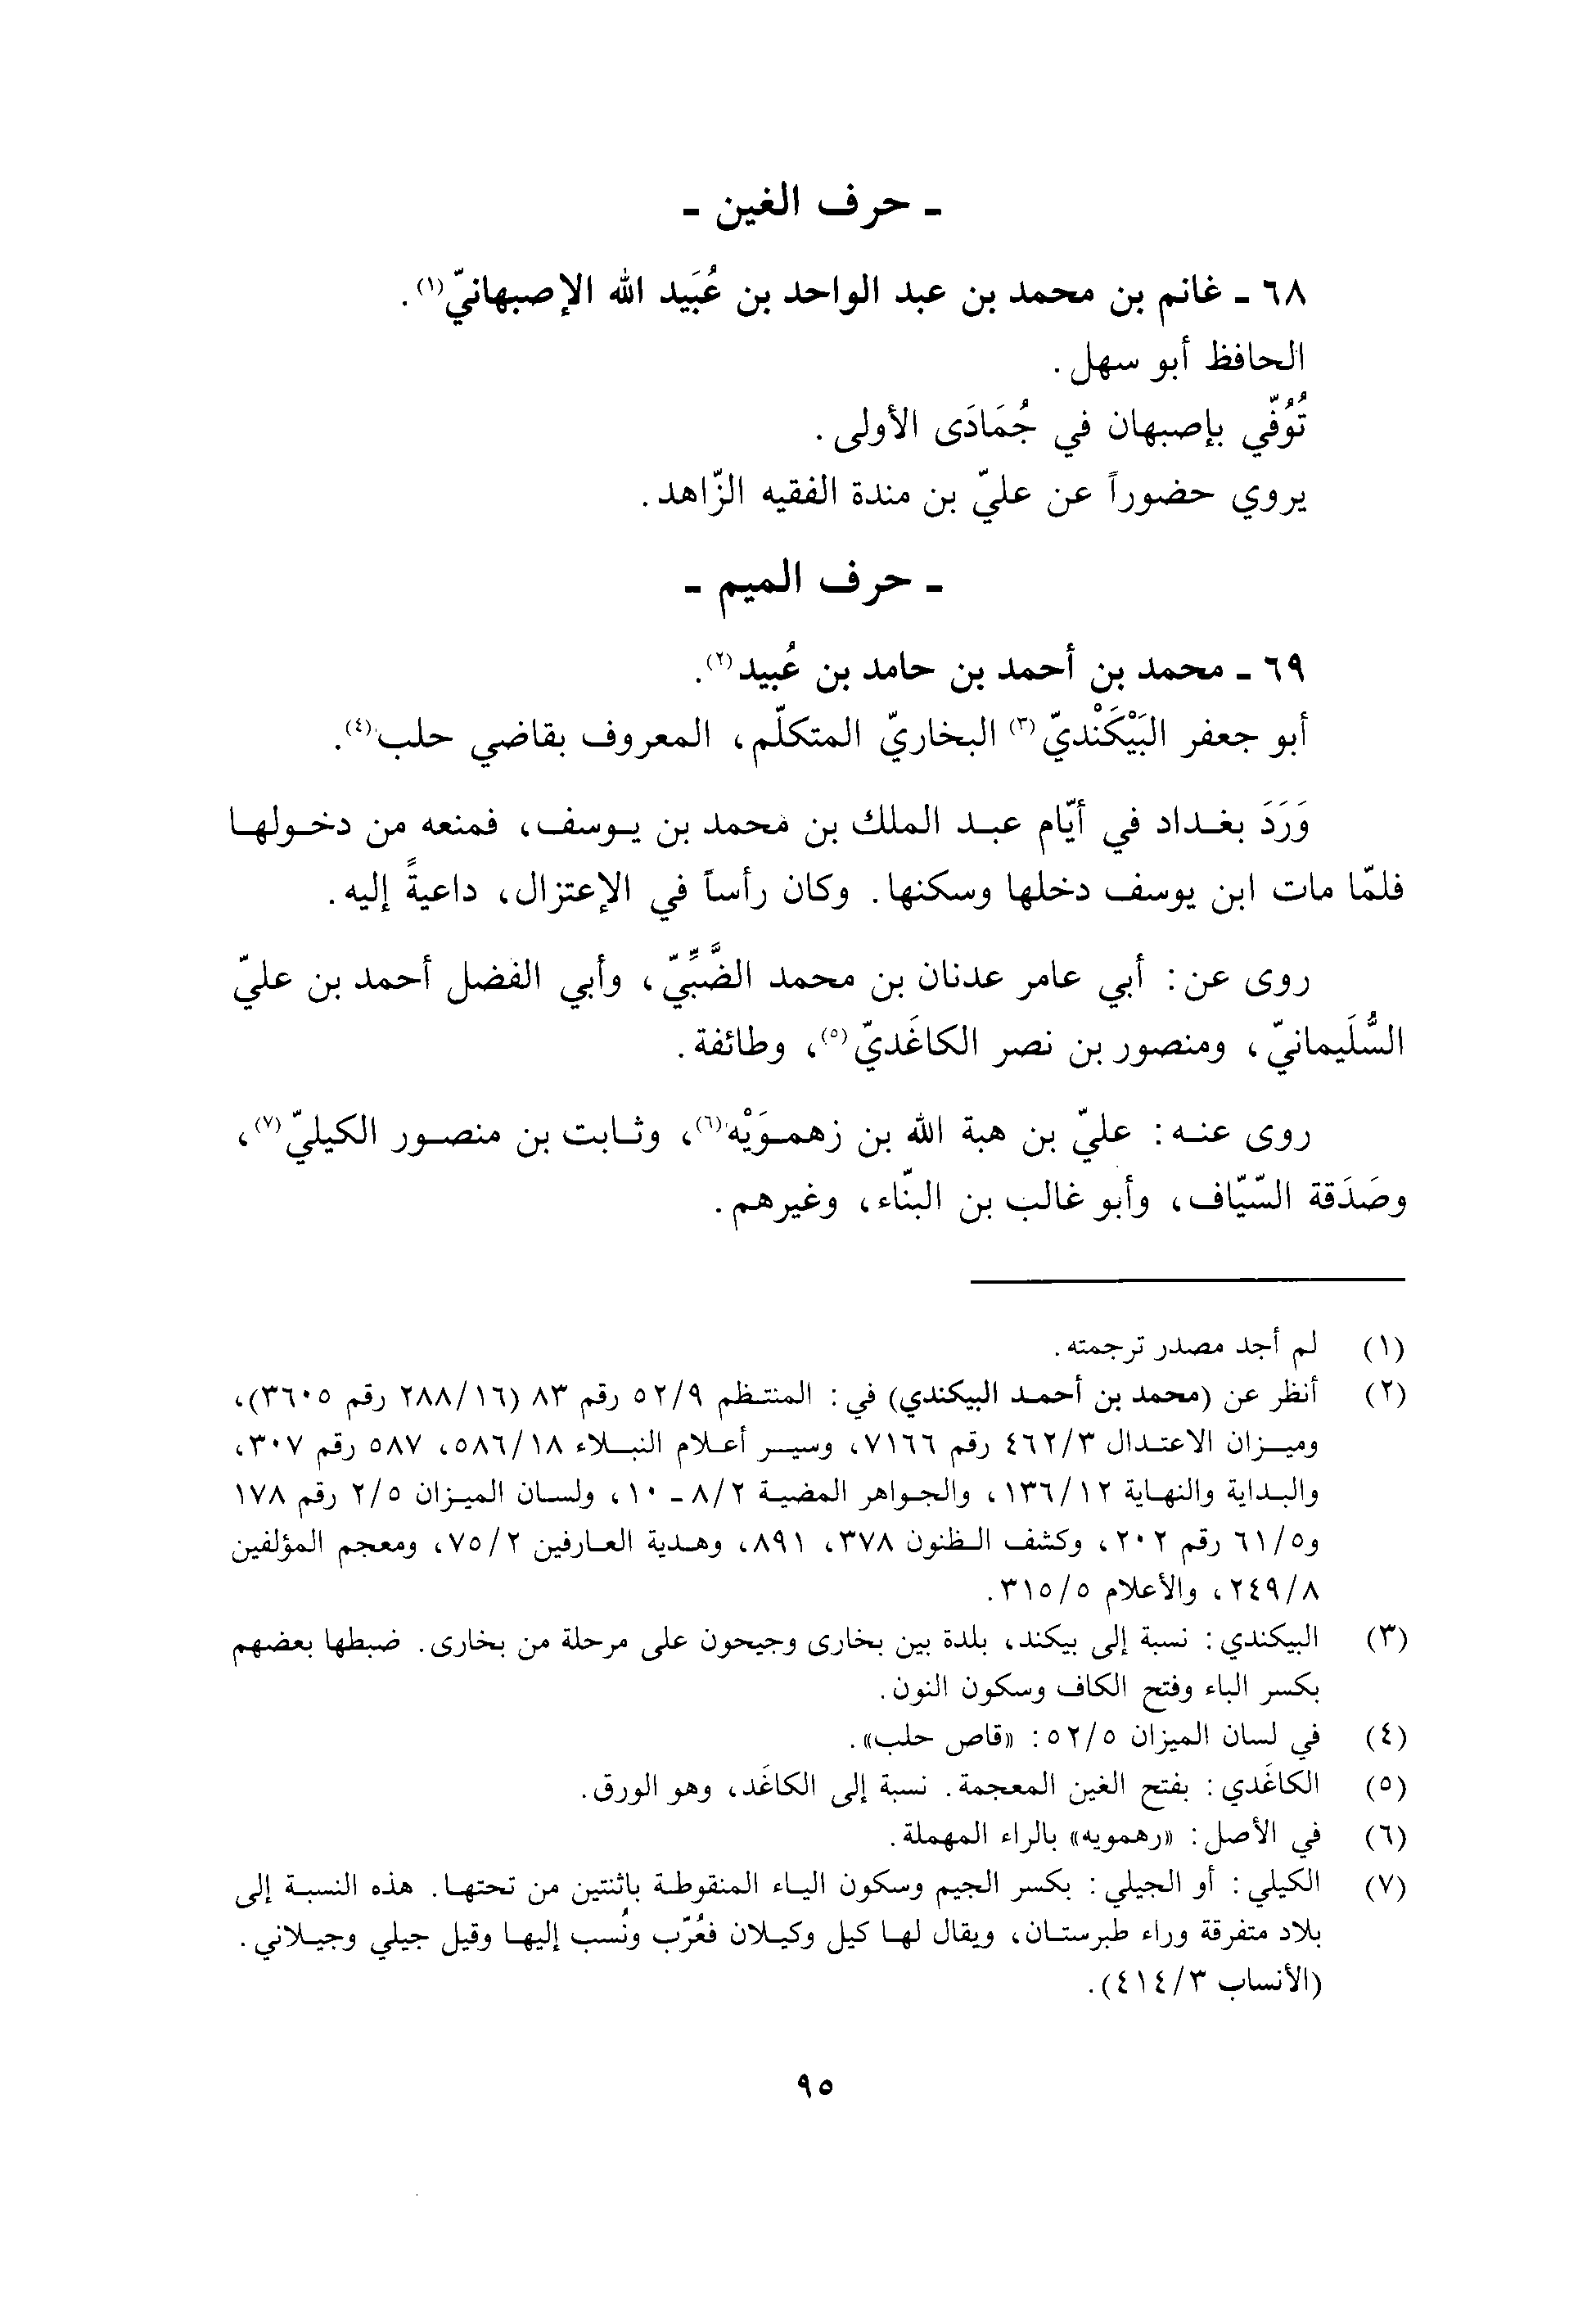 ـ حرف الغين ـ
٦٨ ـ غانم بن محمد بن عبد الواحد بن عُبَيد الله الإصبهانيّ(١).
الحافظ أبو سهل.
تُوُفّي بإصبهان في جُمَادَى الأولى.
يروي حضوراً عن عليّ بن مندة الفقيه الزّاهد.
ـ حرف الميم ـ
٦٩ ـ محمد بن أحمد بن حامد بن عُبيد(٢).
أبو جعفر البَيْكَنْديّ(٣) البخاريّ المتكلّم، المعروف بقاضي حلب(٤).
وَرَدَ بغداد في أيّام عبد الملك بن محمد بن يوسف، فمنعه من دخولها
فلمّا مات ابن يوسف دخلها وسكنها. وكان رأساً في الإعتزال، داعيةً إليه.
روى عن: أبي عامر عدنان بن محمد الضَّبِّيّ، وأبي الفضل أحمد بن عليّ
السُّلَيمانيّ، ومنصور بن نصر الكاغَديّ(٥)، وطائفة.
روى عنه: عليّ بن هبة الله بن زهموَيْه(٦)، وثابت بن منصور الكيليّ(٧)،
وصَدَقة السّيّاف، وأبو غالب بن البنّاء، وغيرهم.
(١) لم أجد مصدر ترجمته.
(٢) أنظر عن (محمد بن أحمد البيكندي) في: المنتظم ٥٢/٩ رقم ٨٣ (٢٨٨/١٦ رقم ٣٦٠٥)،
وميزان الاعتدال ٤٦٢/٣ رقم ٧١٦٦، وسير أعلام النبلاء ٥٨٦/١٨، ٥٨٧ رقم ٣٠٧،
والبداية والنهاية ١٣٦/١٢، والجواهر المضية ٨/٢ ـ ١٠، ولسان الميزان ٢/٥ رقم ١٧٨
و٦١/٥ رقم ٢٠٢، وكشف الظنون ٣٧٨، ٨٩١، وهدية العارفين ٧٥/٢، ومعجم المؤلفين
٢٤٩/٨، والأعلام ٣١٥/٥.
(٣) البيكندي: نسبة إلى بيكند، بلدة بين بخارى وجيحون على مرحلة من بخارى. ضبطها بعضهم
بكسر الباء وفتح الكاف وسكون النون.
(٤) في لسان الميزان ٥٢/٥: «قاص حلب».
(٥) الكاغَدي: بفتح الغين المعجمة. نسبة إلى الكاغَد، وهو الورق.
(٦) في الأصل: «رهمويه» بالراء المهملة.
(٧) الكيلي: أو الجيلي: بكسر الجيم وسكون الياء المنقوطة باثنتين من تحتها. هذه النسبة إلى
بلاد متفرقة وراء طبرستان، ويقال لها كيل وكيلان فعُرّب ونُسب إليها وقيل جيلي وجيلاني.
(الأنساب ٤١٤/٣).
٩٥